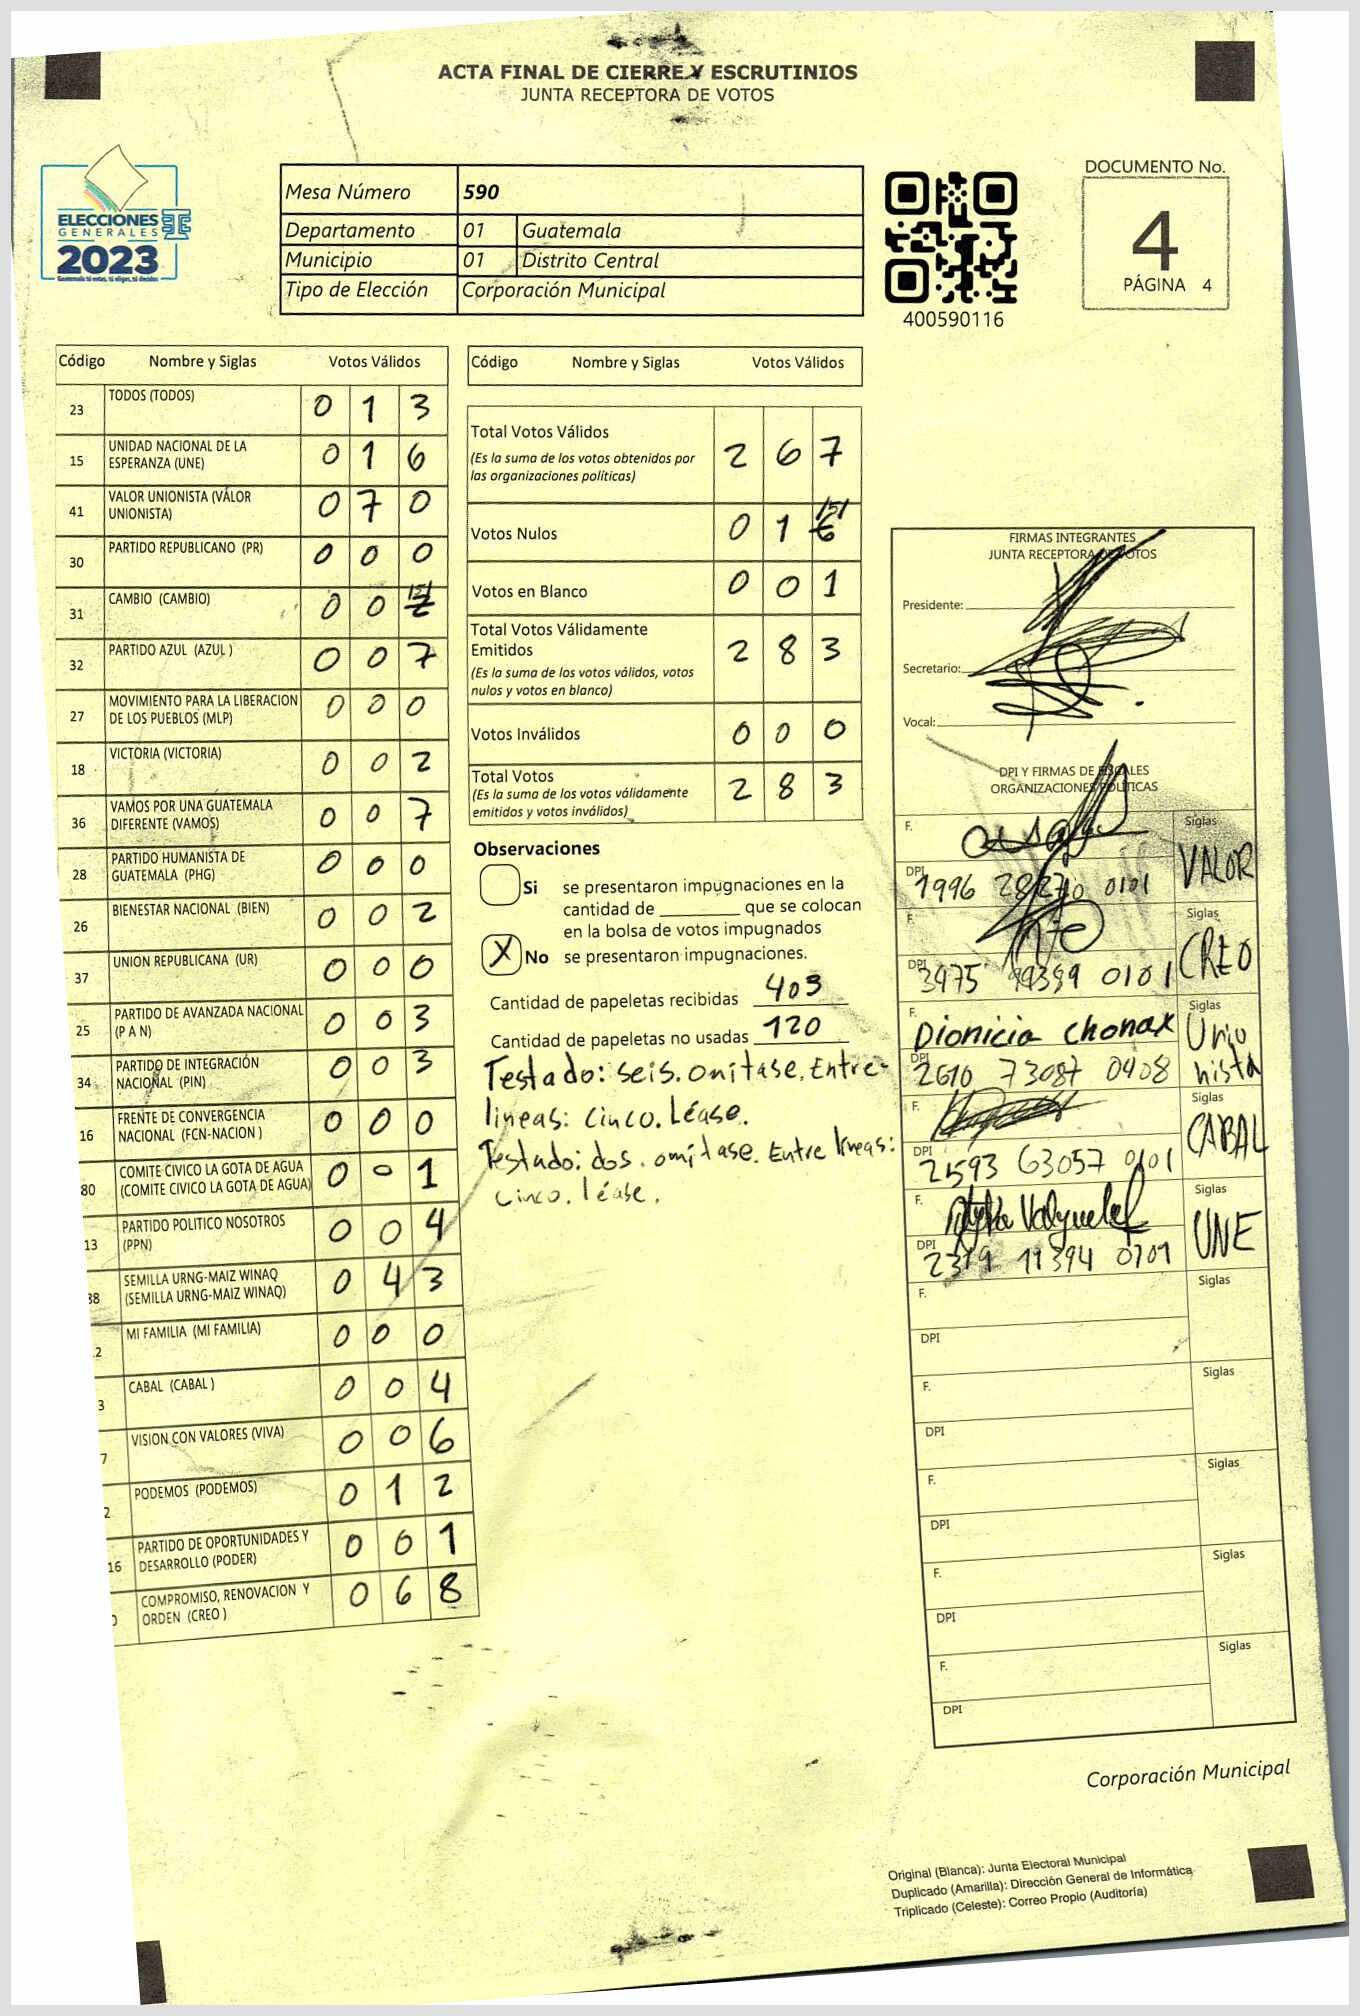 ACTA FINAL DE CIERRE Y ESCRUTINIOS
JUNTA RECEPTORA DE VOTOS
ELECCIONES
GENERALES
2023
Guatemala tú votas, tú eliges, tú decides
Mesa Número 590
Departamento 01 Guatemala
Municipio 01 Distrito Central
Tipo de Elección Corporación Municipal
400590116
DOCUMENTO No.
4
PÁGINA 4
Código Nombre y Siglas Votos Válidos
23 TODOS (TODOS) 0 1 3
15 UNIDAD NACIONAL DE LA ESPERANZA (UNE) 0 1 6
41 VALOR UNIONISTA (VALOR UNIONISTA) 0 7 0
30 PARTIDO REPUBLICANO (PR) 0 0 0
31 CAMBIO (CAMBIO) 0 0 2 /5/
32 PARTIDO AZUL (AZUL ) 0 0 7
27 MOVIMIENTO PARA LA LIBERACION DE LOS PUEBLOS (MLP) 0 0 0
18 VICTORIA (VICTORIA) 0 0 2
36 VAMOS POR UNA GUATEMALA DIFERENTE (VAMOS) 0 0 7
28 PARTIDO HUMANISTA DE GUATEMALA (PHG) 0 0 0
26 BIENESTAR NACIONAL (BIEN) 0 0 2
37 UNION REPUBLICANA (UR) 0 0 0
25 PARTIDO DE AVANZADA NACIONAL (P A N) 0 0 3
34 PARTIDO DE INTEGRACIÓN NACIONAL (PIN) 0 0 3
16 FRENTE DE CONVERGENCIA NACIONAL (FCN-NACION ) 0 0 0
80 COMITE CIVICO LA GOTA DE AGUA (COMITE CIVICO LA GOTA DE AGUA) 0 0 1
13 PARTIDO POLITICO NOSOTROS (PPN) 0 0 4
38 SEMILLA URNG-MAIZ WINAQ (SEMILLA URNG-MAIZ WINAQ) 0 4 3
2 MI FAMILIA (MI FAMILIA) 0 0 0
3 CABAL (CABAL ) 0 0 4
7 VISION CON VALORES (VIVA) 0 0 6
2 PODEMOS (PODEMOS) 0 1 2
16 PARTIDO DE OPORTUNIDADES Y DESARROLLO (PODER) 0 0 1
COMPROMISO, RENOVACION Y ORDEN (CREO ) 0 6 8
Código Nombre y Siglas Votos Válidos
Total Votos Válidos 2 6 7
(Es la suma de los votos obtenidos por
las organizaciones políticas)
Votos Nulos 0 1 6 /5/
Votos en Blanco 0 0 1
Total Votos Válidamente
Emitidos 2 8 3
(Es la suma de los votos válidos, votos
nulos y votos en blanco)
Votos Inválidos 0 0 0
Total Votos 2 8 3
(Es la suma de los votos válidamente
emitidos y votos inválidos)
Observaciones
Si se presentaron impugnaciones en la
cantidad de ________ que se colocan
en la bolsa de votos impugnados
X No se presentaron impugnaciones.
Cantidad de papeletas recibidas 403
Cantidad de papeletas no usadas 120
Testado: seis. omitase. Entre-
lineas: cinco. Léase.
Testado: dos. omitase. Entre lineas:
cinco. léase.
FIRMAS INTEGRANTES
JUNTA RECEPTORA DE VOTOS
Presidente:
Secretario:
Vocal:
DPI Y FIRMAS DE FISCALES
ORGANIZACIONES POLÍTICAS
F. Siglas VALOR
DPI 1996 28270 0101
F. Siglas CREO
DPI 3475 99399 0101
F. Dionicia Chonax Siglas Unionista
DPI 2610 73087 0408
F. Siglas CABAL
DPI 21593 63057 0101
F. Siglas UNE
DPI 2319 11394 0101
F. Siglas
DPI
F. Siglas
DPI
F. Siglas
DPI
F. Siglas
DPI
F. Siglas
DPI
Corporación Municipal
Original (Blanca): Junta Electoral Municipal
Duplicado (Amarilla): Dirección General de Informática
Triplicado (Celeste): Correo Propio (Auditoría)